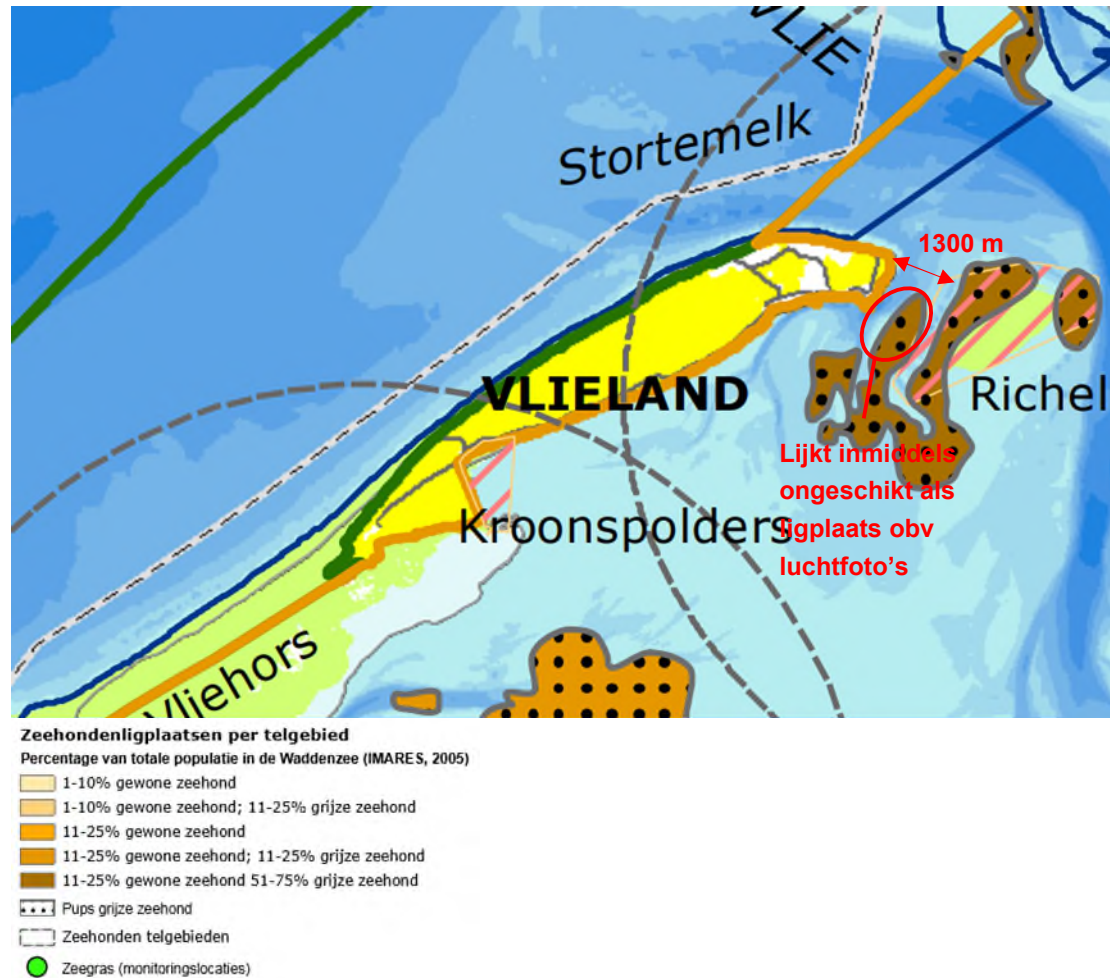 VLIE
Stortemelk
1300 m
VLIELAND
Richel
Lijkt inmiddels
ongeschikt als
ligplaats obv
luchtfoto's
Kroonspolders
Vliehors
Zeehondenligplaatsen per telgebied
Percentage van totale populatie in de Waddenzee (IMARES, 2005)
1-10% gewone zeehond
1-10% gewone zeehond; 11-25% grijze zeehond
11-25% gewone zeehond
11-25% gewone zeehond; 11-25% grijze zeehond
11-25% gewone zeehond 51-75% grijze zeehond
Pups grijze zeehond
Zeehonden telgebieden
Zeegras (monitoringslocaties)